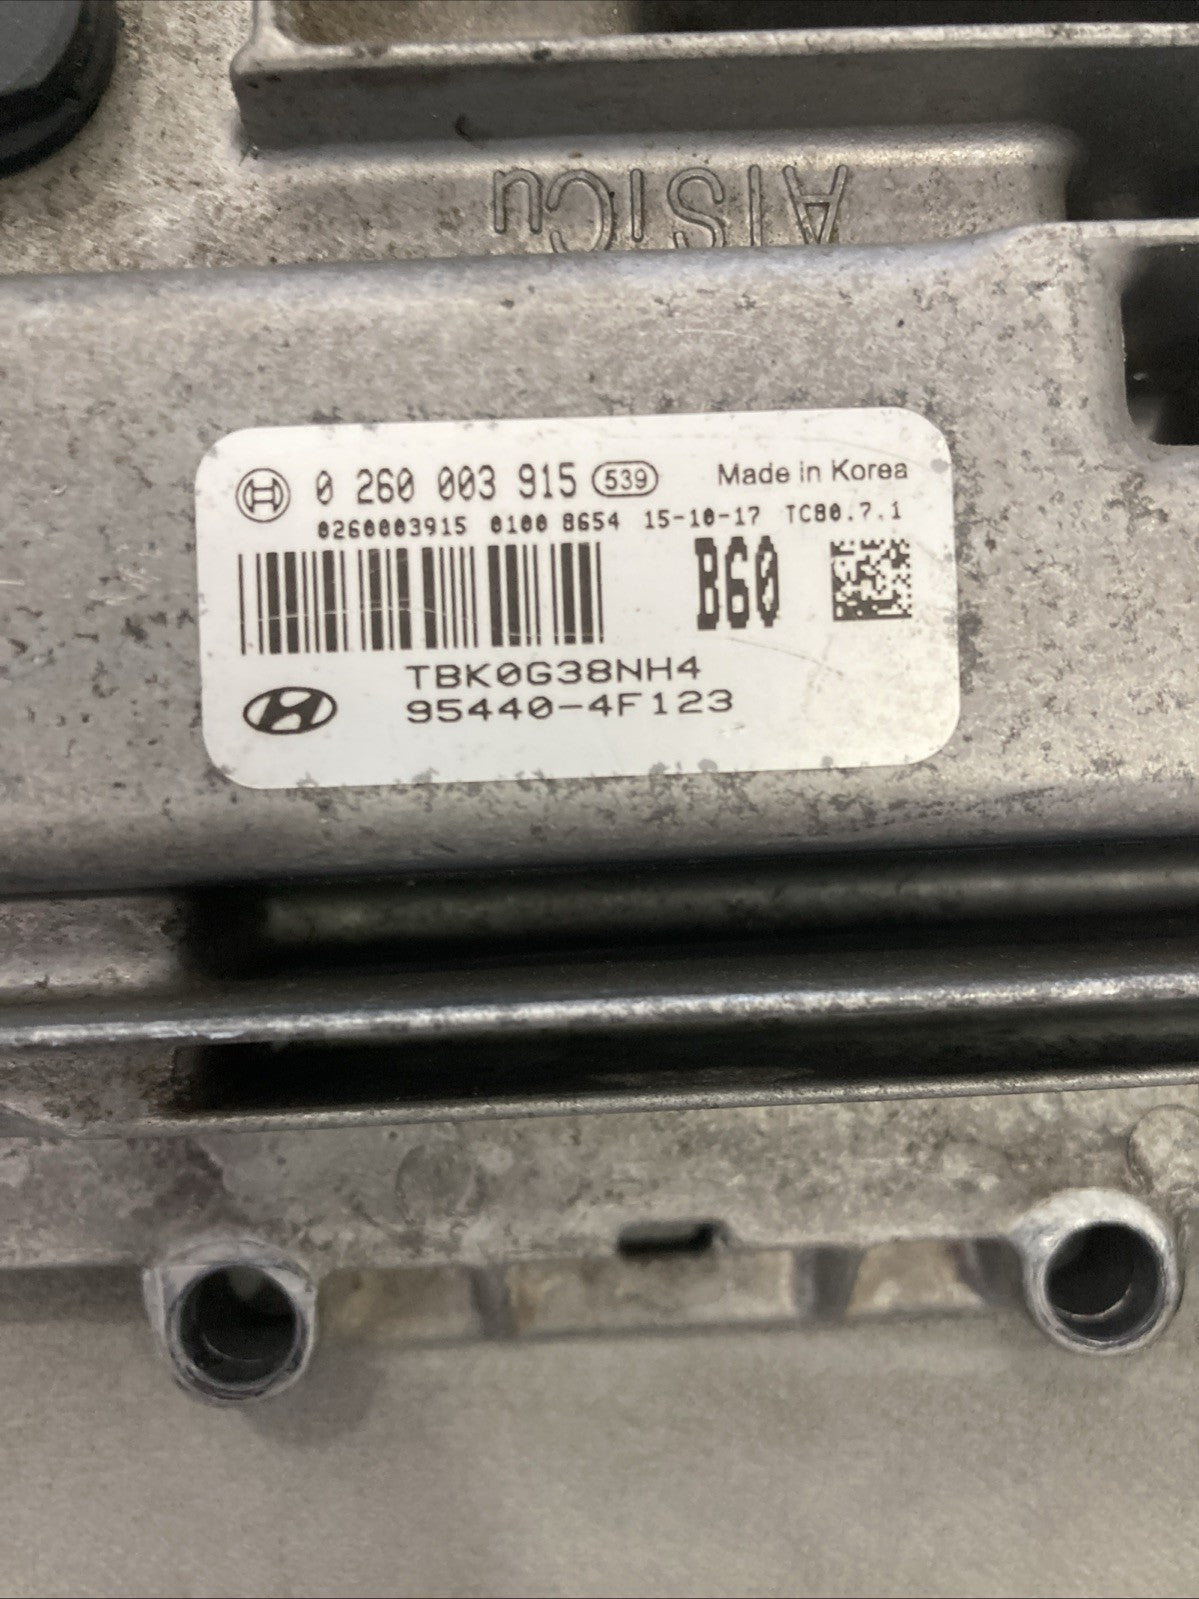 AlSiCu
0 260 003 915 539 Made in Korea
0260003915 0100 8654 15-10-17 TC80.7.1
B60
TBK0G38NH4
95440-4F123